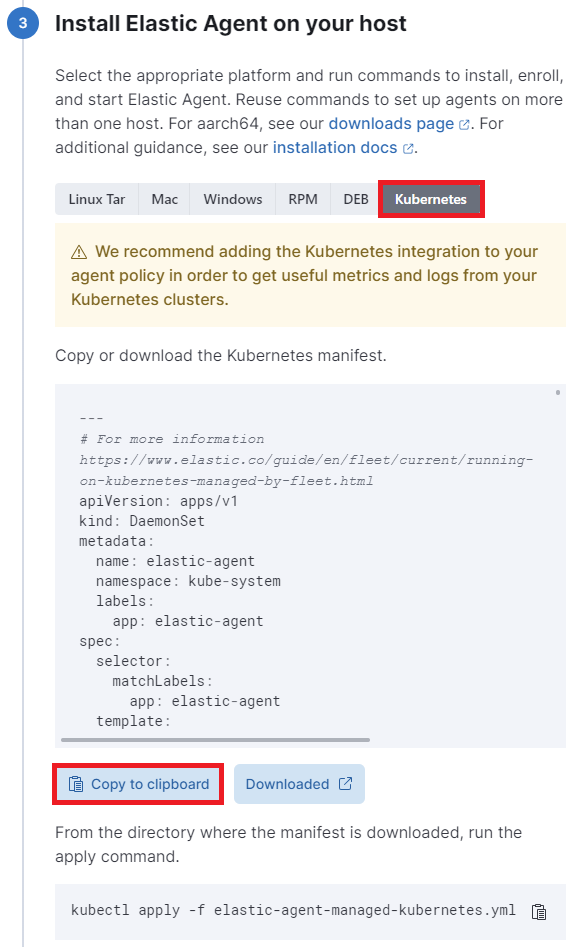 3
Install Elastic Agent on your host
Select the appropriate platform and run commands to install, enroll,
and start Elastic Agent. Reuse commands to set up agents on more
than one host. For aarch64, see our downloads page. For
additional guidance, see our installation docs.
Linux Tar Mac Windows RPM DEB Kubernetes
We recommend adding the Kubernetes integration to your
agent policy in order to get useful metrics and logs from your
Kubernetes clusters.
Copy or download the Kubernetes manifest.
---
# For more information
https://www.elastic.co/guide/en/fleet/current/running-
on-kubernetes-managed-by-fleet.html
apiVersion: apps/v1
kind: DaemonSet
metadata:
  name: elastic-agent
  namespace: kube-system
  labels:
    app: elastic-agent
spec:
  selector:
    matchLabels:
      app: elastic-agent
  template:
Copy to clipboard Downloaded
From the directory where the manifest is downloaded, run the
apply command.
kubectl apply -f elastic-agent-managed-kubernetes.yml